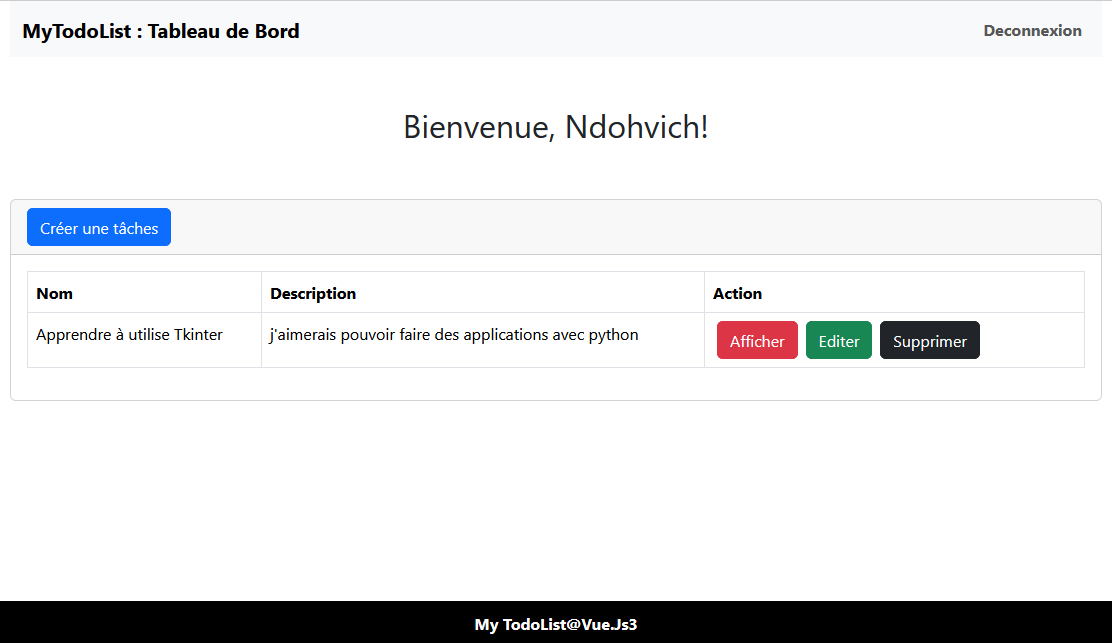 MyTodoList : Tableau de Bord Deconnexion
Bienvenue, Ndohvich!
Créer une tâches
Nom Description Action
Apprendre à utilise Tkinter j'aimerais pouvoir faire des applications avec python Afficher Editer Supprimer
My TodoList@Vue.Js3